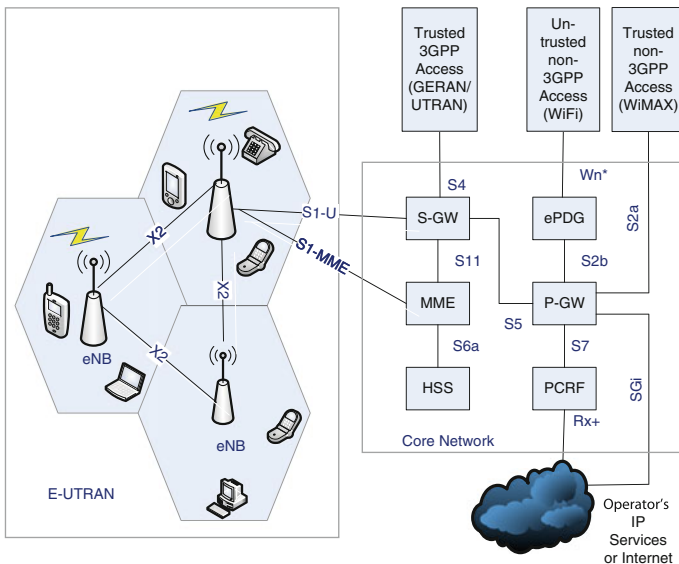 Trusted
3GPP
Access
(GERAN/
UTRAN)
Un-
trusted
non-
3GPP
Access
(WiFi)
Trusted
non-
3GPP
Access
(WiMAX)
S4
Wn*
S2a
S1-U
S-GW
ePDG
X2
S1-MME
S11
S2b
X2
MME
P-GW
S5
eNB
X2
S6a
S7
SGi
HSS
PCRF
eNB
Rx+
Core Network
E-UTRAN
Operator's
IP
Services
or Internet